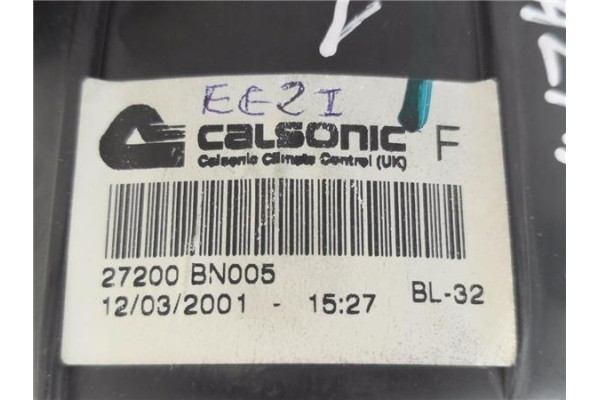 EE2I
CALSONIC F
Calsonic Climate Control (UK)
27200 BN005
12/03/2001 - 15:27 BL-32